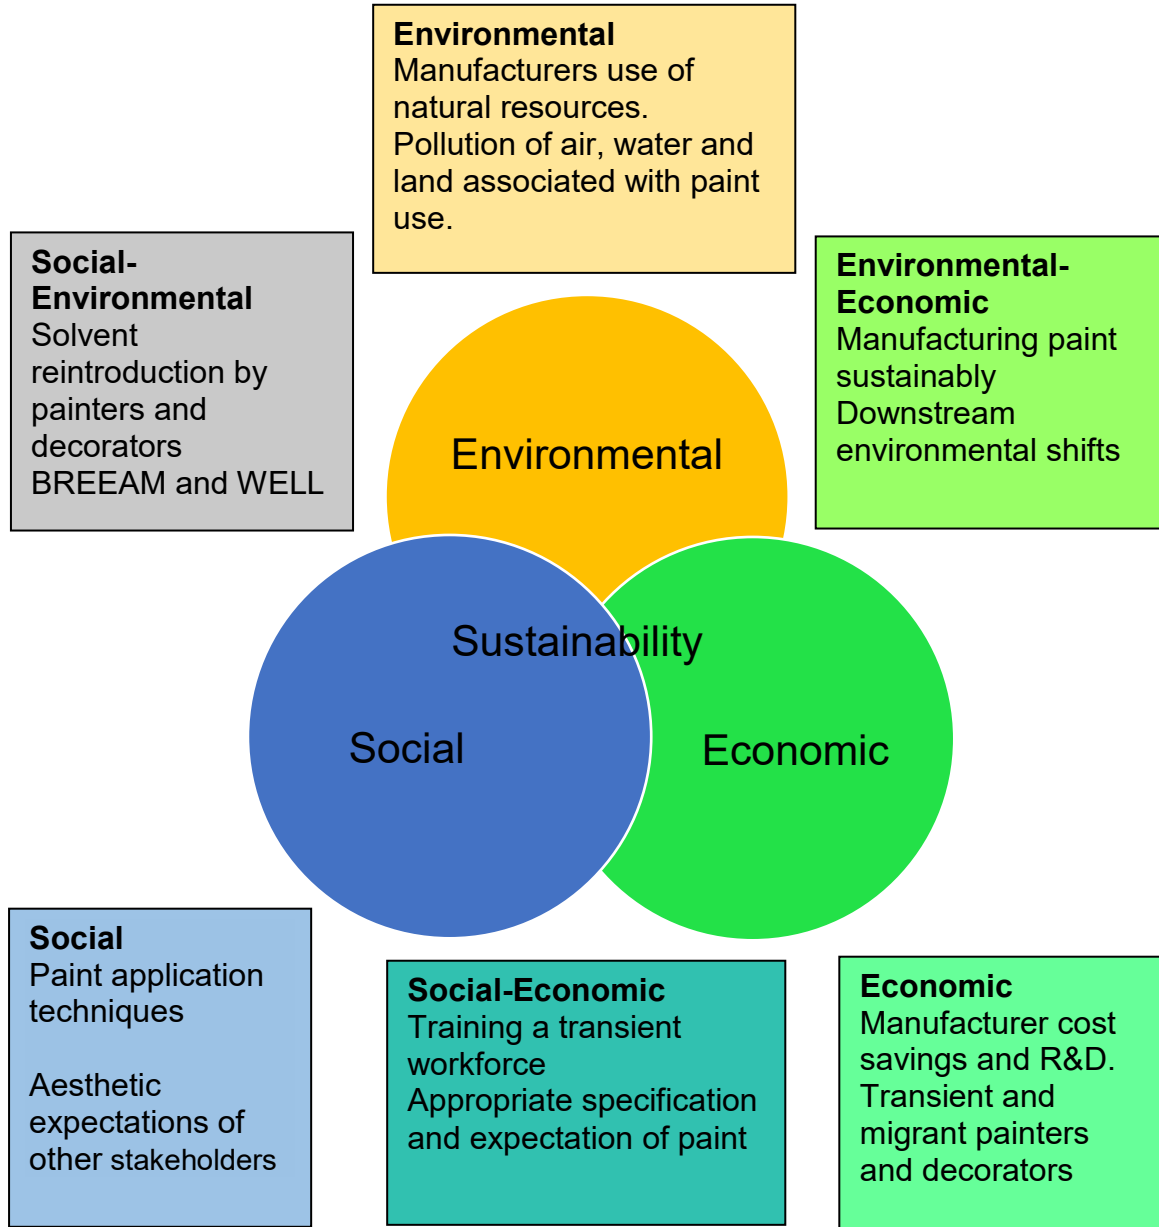 Environmental
Manufacturers use of
natural resources.
Pollution of air, water and
land associated with paint
use.
Social-
Environmental
Solvent
reintroduction by
painters and
decorators
BREEAM and WELL
Environmental-
Economic
Manufacturing paint
sustainably
Downstream
environmental shifts
Environmental
Sustainability
Social
Economic
Social
Paint application
techniques
Aesthetic
expectations of
other stakeholders
Social-Economic
Training a transient
workforce
Appropriate specification
and expectation of paint
Economic
Manufacturer cost
savings and R&D.
Transient and
migrant painters
and decorators